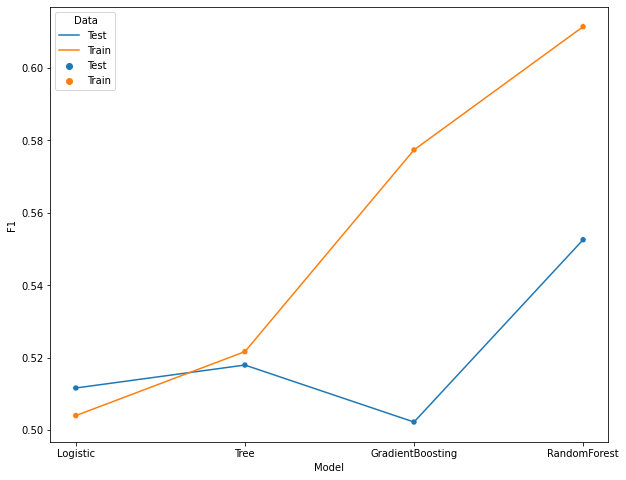 Data
Test
Train
Test
Train
0.60
0.58
0.56
0.54
0.52
0.50
F1
Logistic Tree GradientBoosting RandomForest
Model